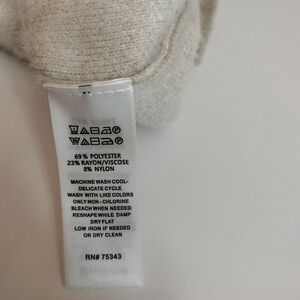 69% POLYESTER
23% RAYON/VISCOSE
8% NYLON
MACHINE WASH COOL-
DELICATE CYCLE
WASH WITH LIKE COLORS
ONLY NON-CHLORINE
BLEACH WHEN NEEDED
RESHAPE WHILE DAMP
DRY FLAT
LOW IRON IF NEEDED
OR DRY CLEAN
RN# 75343